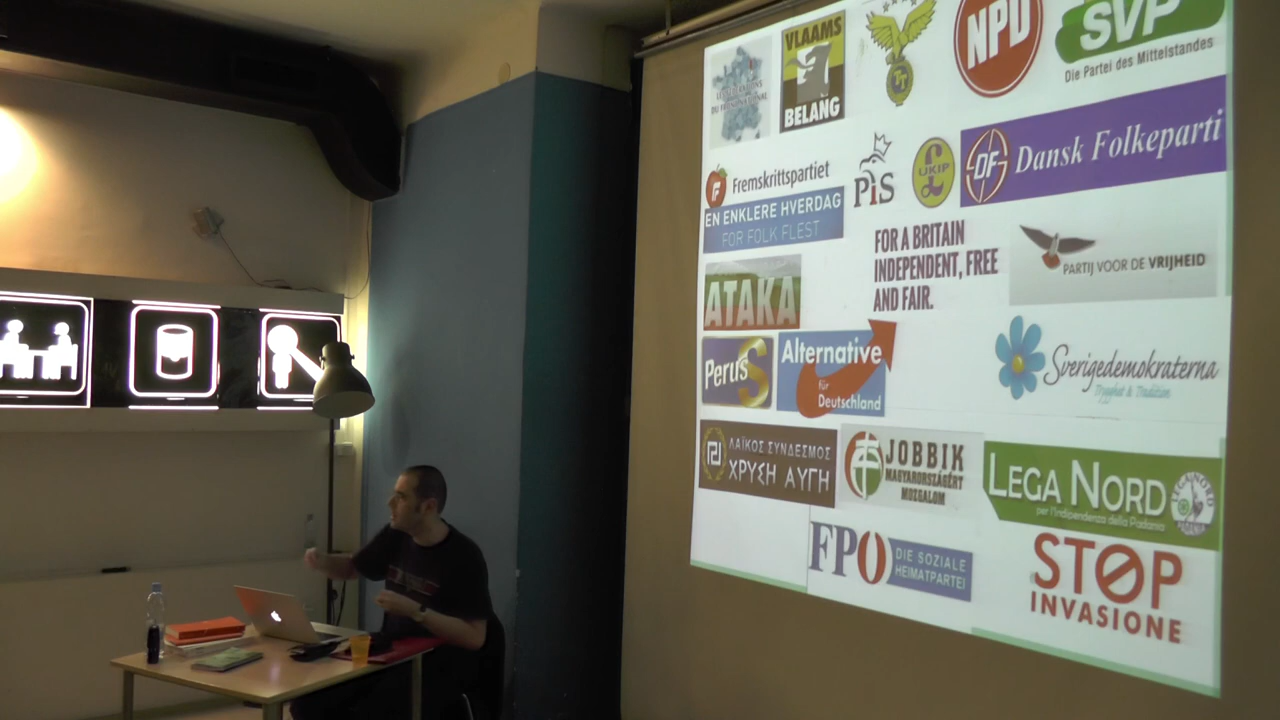 VLAAMS
BELANG
NPD
SVP
Die Partei des Mittelstandes
Fremskrittspartiet
EN ENKLERE HVERDAG
FOR FOLK FLEST
PiS
UKIP
DF
Dansk Folkeparti
FOR A BRITAIN
INDEPENDENT, FREE
AND FAIR.
PARTIJ VOOR DE VRIJHEID
ATAKA
PerusS
Alternative
für
Deutschland
Sverigedemokraterna
Trygghet & Tradition
ΛΑΪΚΟΣ ΣΥΝΔΕΣΜΟΣ
ΧΡΥΣΗ ΑΥΓΗ
JOBBIK
MAGYARORSZÁGÉRT
MOZGALOM
LEGA NORD
per l'Indipendenza della Padania
FPÖ
DIE SOZIALE
HEIMATPARTEI
STOP
INVASIONE